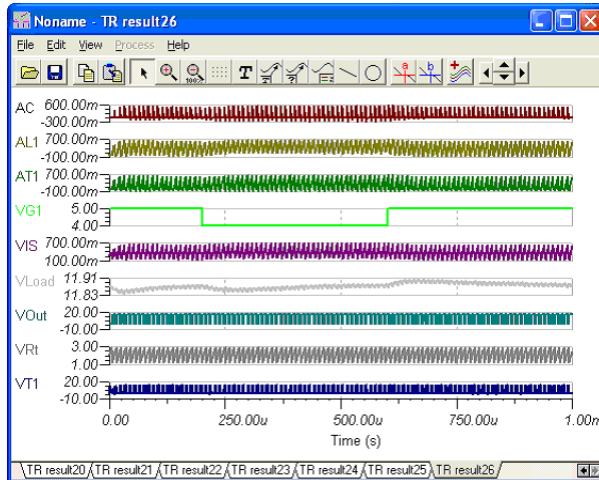 Noname - TR result26
File Edit View Process Help
T 100% ? a b
AC 600.00m
-300.00m
AL1 700.00m
-100.00m
AT1 700.00m
-100.00m
VG1 5.00
4.00
VIS 700.00m
100.00m
VLoad 11.91
11.83
VOut 20.00
-10.00
VRt 3.00
1.00
VT1 20.00
-10.00
0.00 250.00u 500.00u 750.00u 1.00m
Time (s)
TR result20 TR result21 TR result22 TR result23 TR result24 TR result25 TR result26